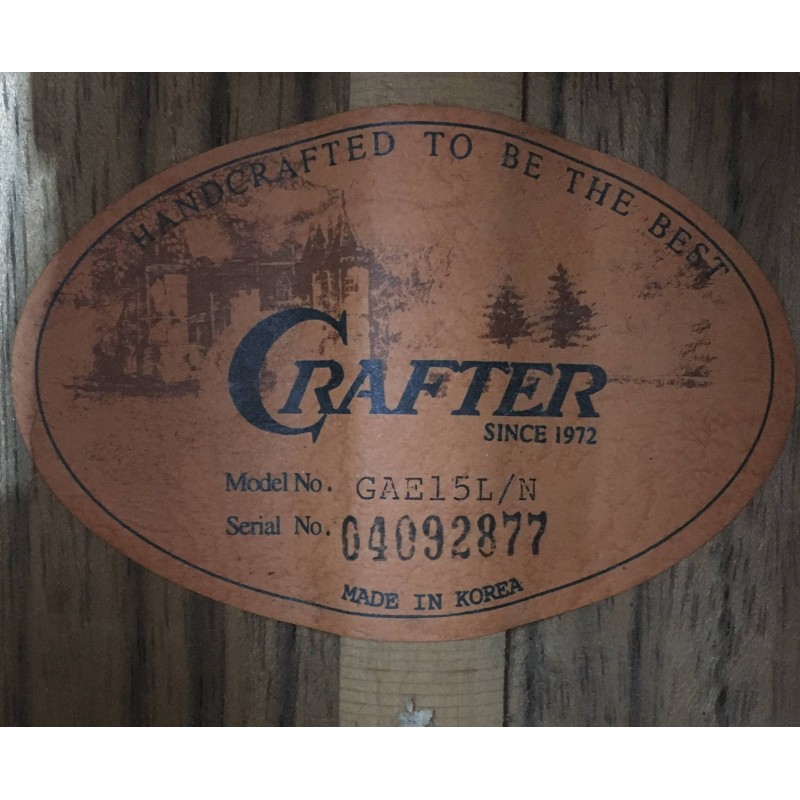 HANDCRAFTED TO BE THE BEST
CRAFTER
SINCE 1972
Model No. GAE15L/N
Serial No. 04092877
MADE IN KOREA